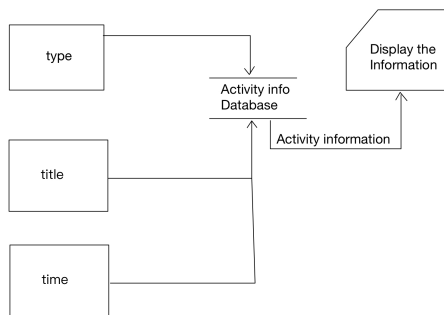 type
Display the
Information
Activity info
Database
Activity information
title
time